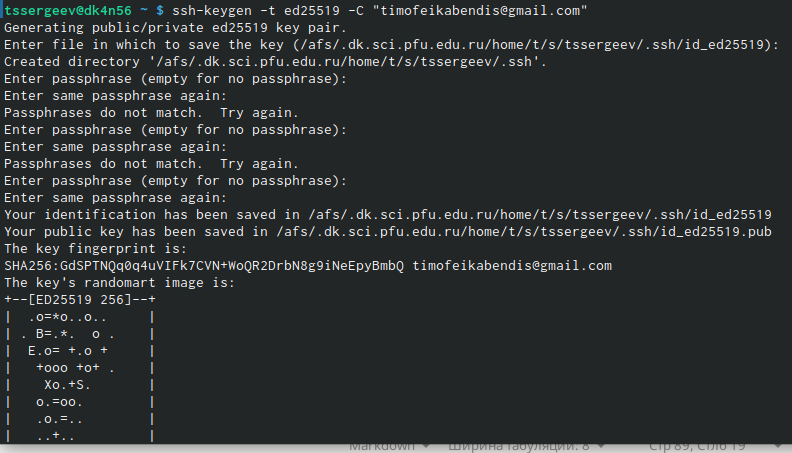 tssergeev@dk4n56 ~ $ ssh-keygen -t ed25519 -C "timofeikabendis@gmail.com"
Generating public/private ed25519 key pair.
Enter file in which to save the key (/afs/.dk.sci.pfu.edu.ru/home/t/s/tssergeev/.ssh/id_ed25519):
Created directory '/afs/.dk.sci.pfu.edu.ru/home/t/s/tssergeev/.ssh'.
Enter passphrase (empty for no passphrase):
Enter same passphrase again:
Passphrases do not match.  Try again.
Enter passphrase (empty for no passphrase):
Enter same passphrase again:
Passphrases do not match.  Try again.
Enter passphrase (empty for no passphrase):
Enter same passphrase again:
Your identification has been saved in /afs/.dk.sci.pfu.edu.ru/home/t/s/tssergeev/.ssh/id_ed25519
Your public key has been saved in /afs/.dk.sci.pfu.edu.ru/home/t/s/tssergeev/.ssh/id_ed25519.pub
The key fingerprint is:
SHA256:GdSPTNQq0q4uVIFk7CVN+WoQR2DrbN8g9iNeEpyBmbQ timofeikabendis@gmail.com
The key's randomart image is:
+--[ED25519 256]--+
|   .o=*o..o..     |
| . B=.*.  o .    |
|  E.o= +.o +     |
|   +ooo +o+ .    |
|    Xo.+S.       |
|   o.=oo.        |
|   .o.=..        |
|   ..+..         |
Markdown Ширина табуляции: 8 Стр 89, Стлб 19